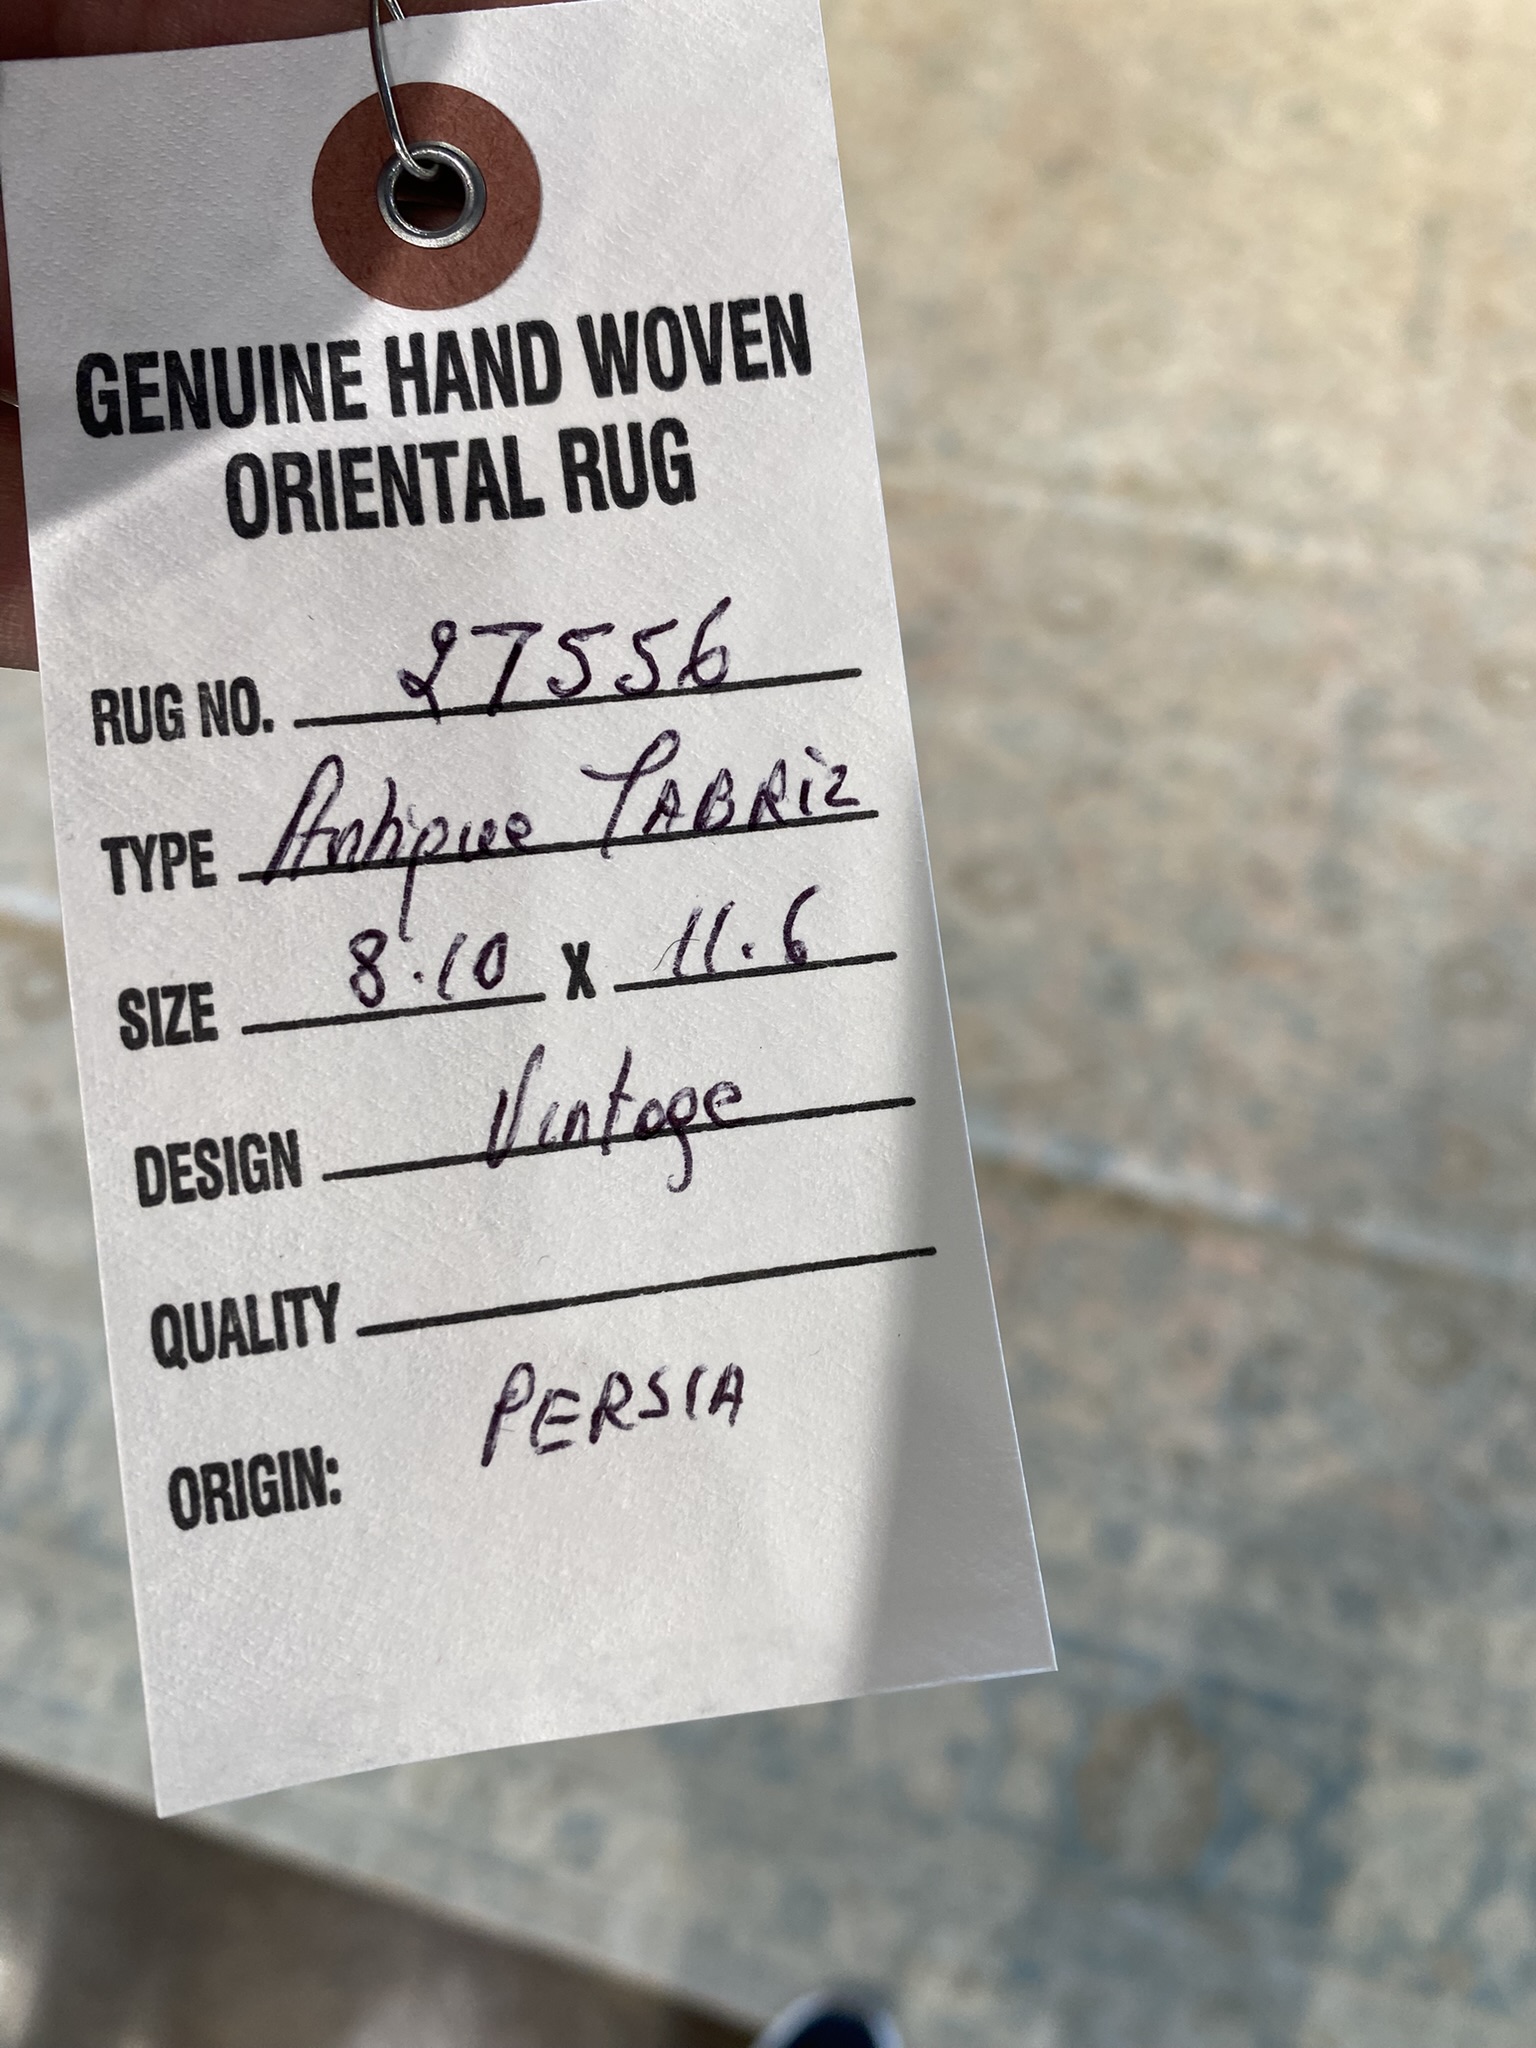 GENUINE HAND WOVEN
ORIENTAL RUG
RUG NO. 27556
TYPE Antique TABRiz
SIZE 8.10 X 11.6
DESIGN Vintage
QUALITY
ORIGIN: PERSIA